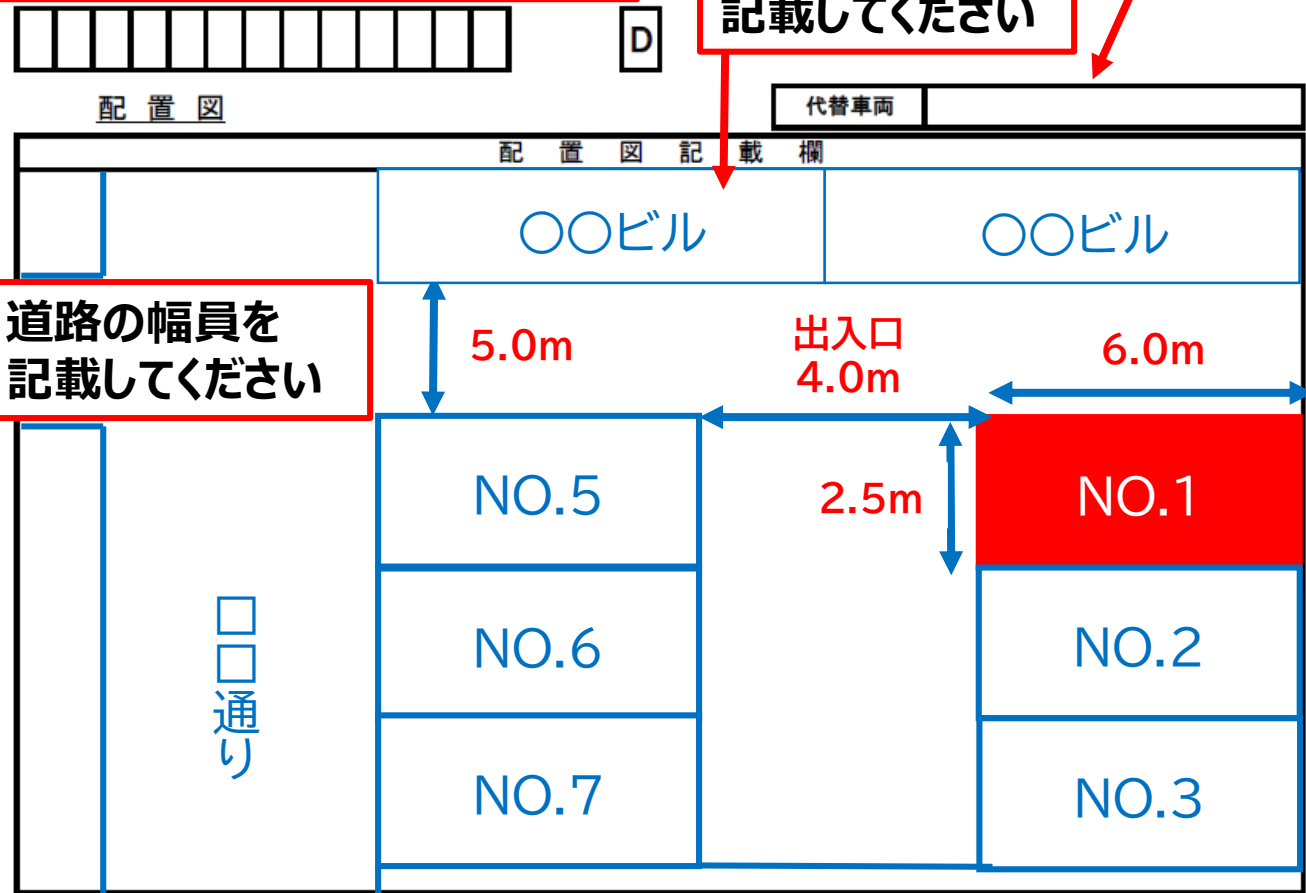 記載してください
D
配置図
代替車両
配置図記載欄
〇〇ビル
〇〇ビル
道路の幅員を
記載してください
5.0m
出入口
4.0m
6.0m
NO.5
2.5m
NO.1
□□通り
NO.6
NO.2
NO.7
NO.3